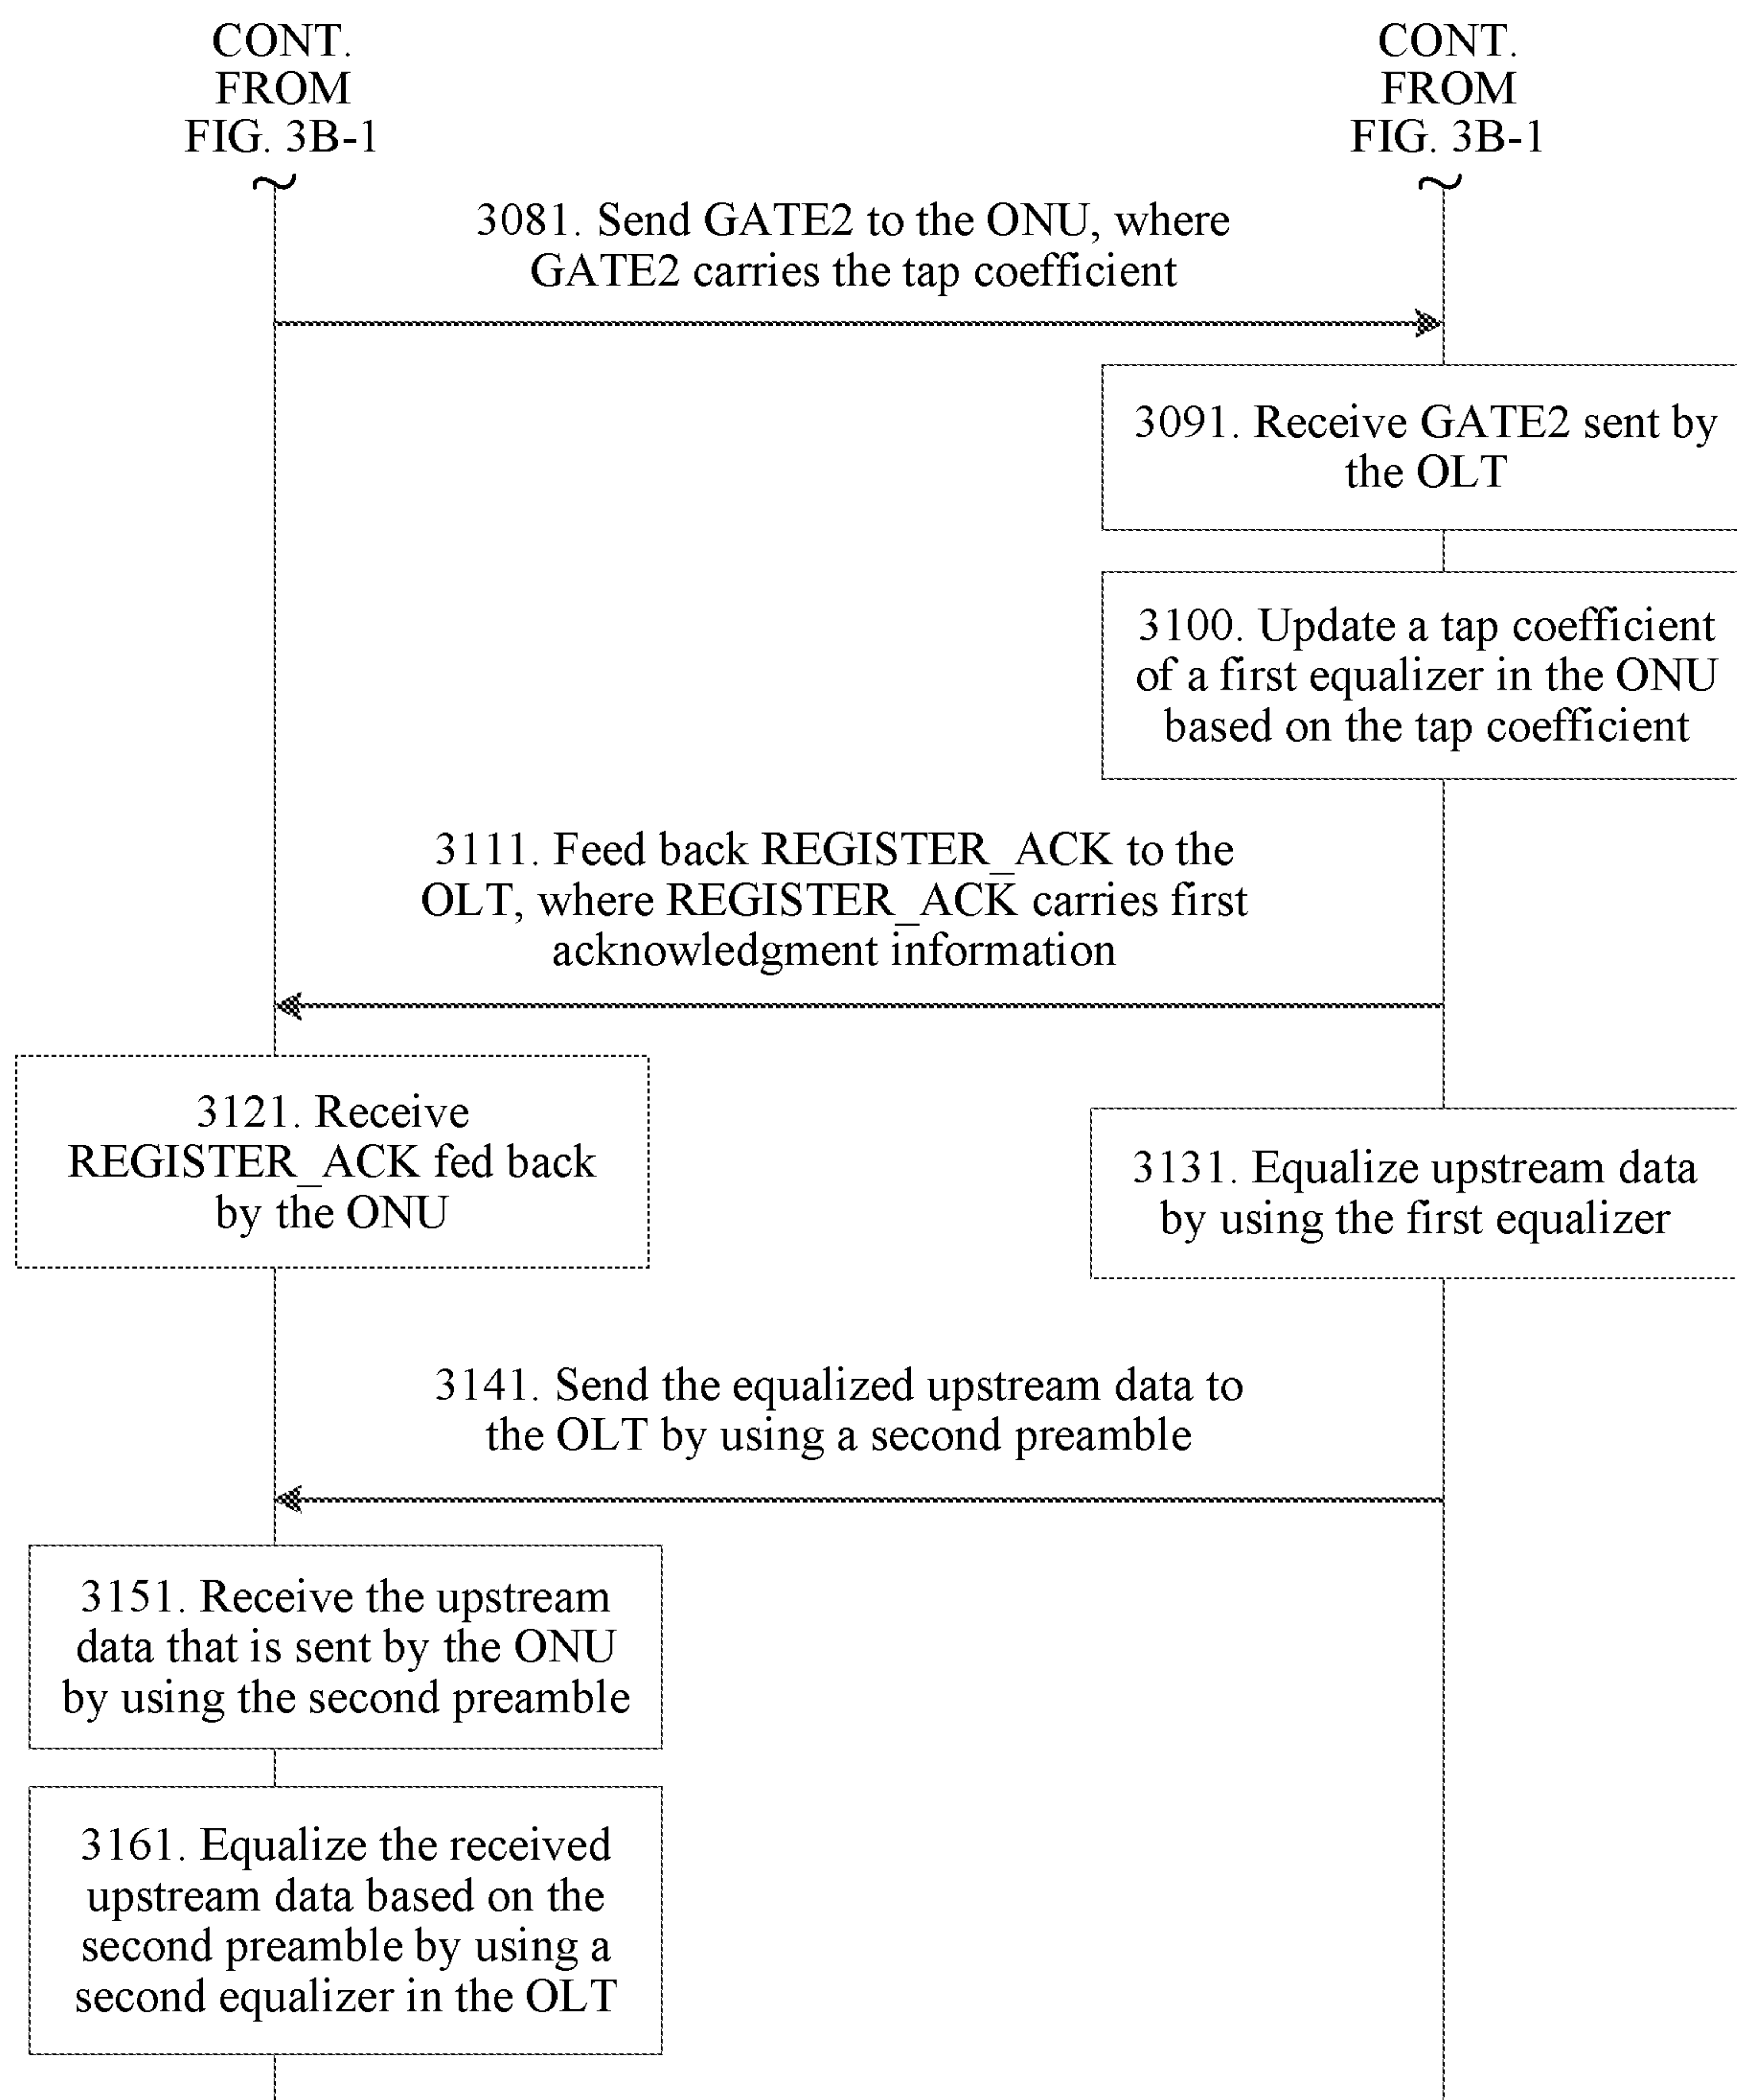 CONT.
FROM
FIG. 3B-1
CONT.
FROM
FIG. 3B-1
3081. Send GATE2 to the ONU, where
GATE2 carries the tap coefficient
3091. Receive GATE2 sent by
the OLT
3100. Update a tap coefficient
of a first equalizer in the ONU
based on the tap coefficient
3111. Feed back REGISTER_ACK to the
OLT, where REGISTER_ACK carries first
acknowledgment information
3121. Receive
REGISTER_ACK fed back
by the ONU
3131. Equalize upstream data
by using the first equalizer
3141. Send the equalized upstream data to
the OLT by using a second preamble
3151. Receive the upstream
data that is sent by the ONU
by using the second preamble
3161. Equalize the received
upstream data based on the
second preamble by using a
second equalizer in the OLT